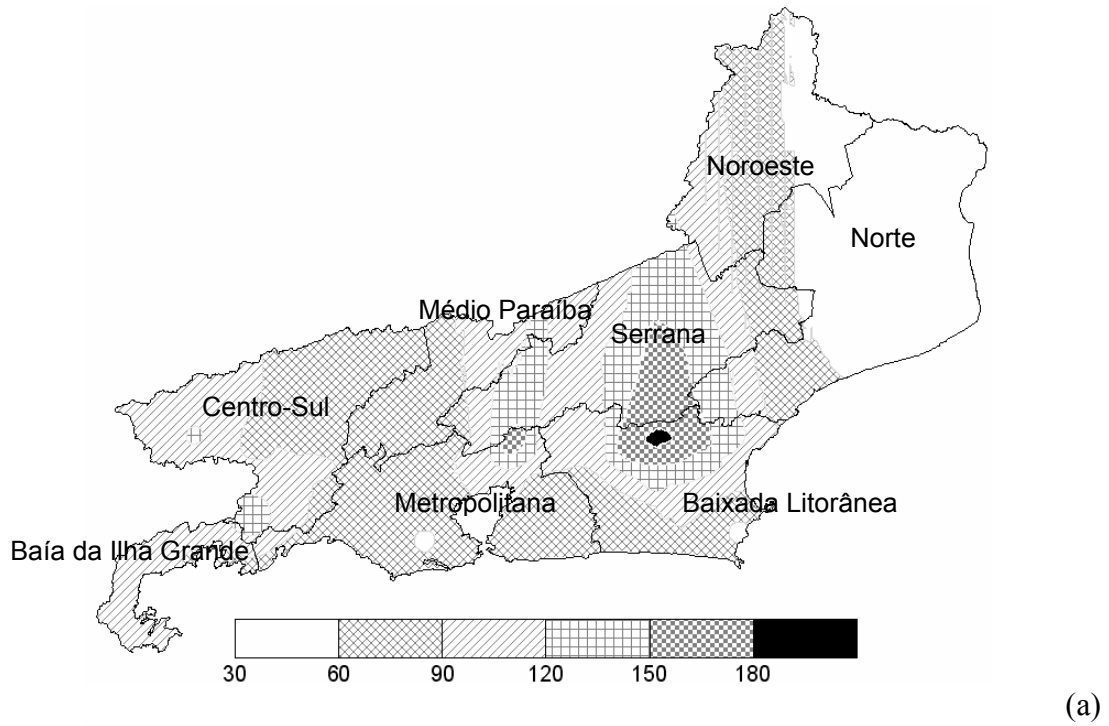 Noroeste
Norte
Médio Paraíba
Serrana
Centro-Sul
Metropolitana
Baixada Litorânea
Baía da Ilha Grande
30 60 90 120 150 180
(a)